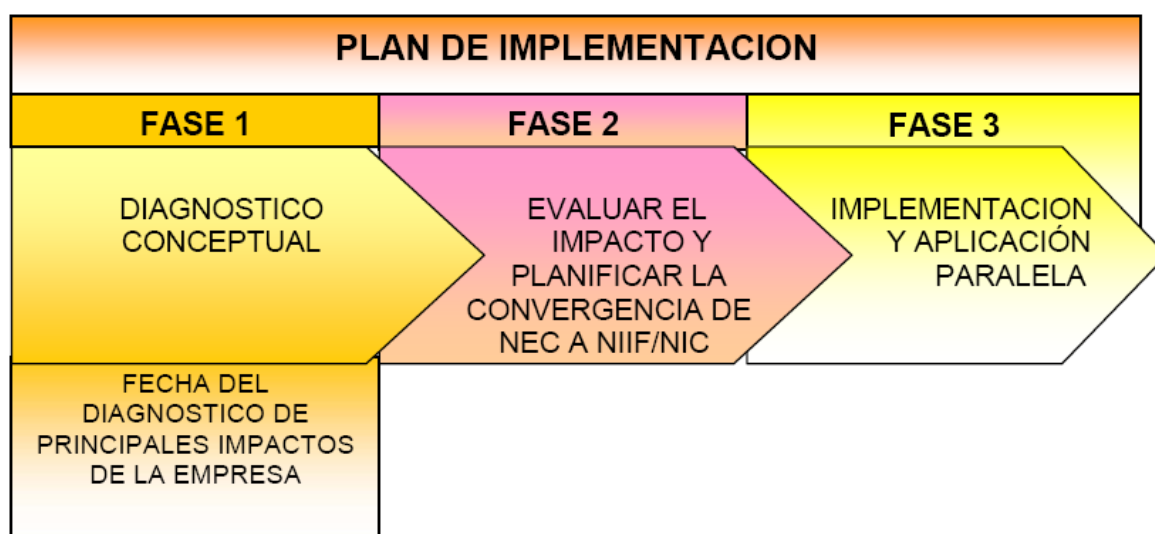 PLAN DE IMPLEMENTACION
FASE 1
FASE 2
FASE 3
DIAGNOSTICO
CONCEPTUAL
EVALUAR EL
IMPACTO Y
PLANIFICAR LA
CONVERGENCIA DE
NEC A NIIF/NIC
IMPLEMENTACION
Y APLICACIÓN
PARALELA
FECHA DEL
DIAGNOSTICO DE
PRINCIPALES IMPACTOS
DE LA EMPRESA